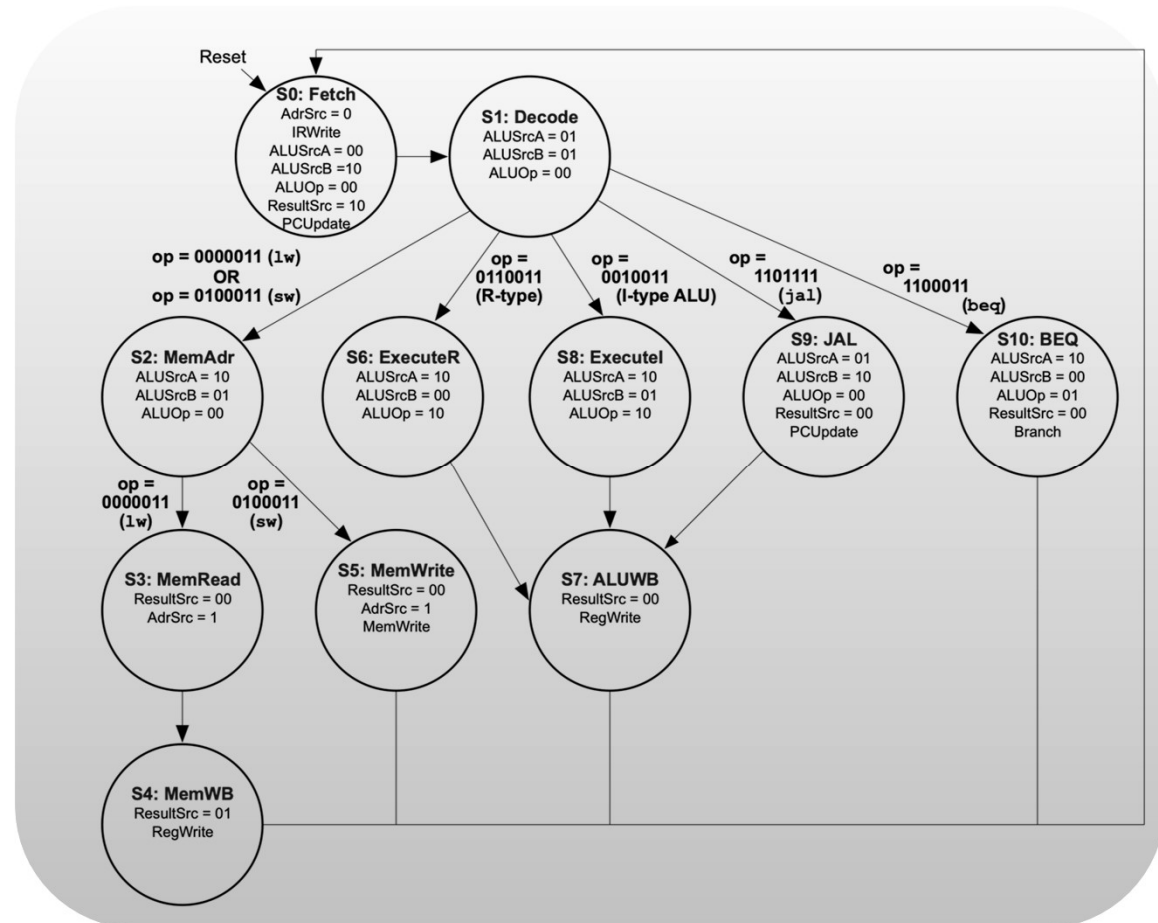 Reset
S0: Fetch
AdrSrc = 0
IRWrite
ALUSrcA = 00
ALUSrcB =10
ALUOp = 00
ResultSrc = 10
PCUpdate
S1: Decode
ALUSrcA = 01
ALUSrcB = 01
ALUOp = 00
op = 0000011 (lw)
OR
op = 0100011 (sw)
op =
0110011
(R-type)
op =
0010011
(I-type ALU)
op =
1101111
(jal)
op =
1100011
(beq)
S2: MemAdr
ALUSrcA = 10
ALUSrcB = 01
ALUOp = 00
S6: ExecuteR
ALUSrcA = 10
ALUSrcB = 00
ALUOp = 10
S8: ExecuteI
ALUSrcA = 10
ALUSrcB = 01
ALUOp = 10
S9: JAL
ALUSrcA = 01
ALUSrcB = 10
ALUOp = 00
ResultSrc = 00
PCUpdate
S10: BEQ
ALUSrcA = 10
ALUSrcB = 00
ALUOp = 01
ResultSrc = 00
Branch
op =
0000011
(lw)
op =
0100011
(sw)
S3: MemRead
ResultSrc = 00
AdrSrc = 1
S5: MemWrite
ResultSrc = 00
AdrSrc = 1
MemWrite
S7: ALUWB
ResultSrc = 00
RegWrite
S4: MemWB
ResultSrc = 01
RegWrite